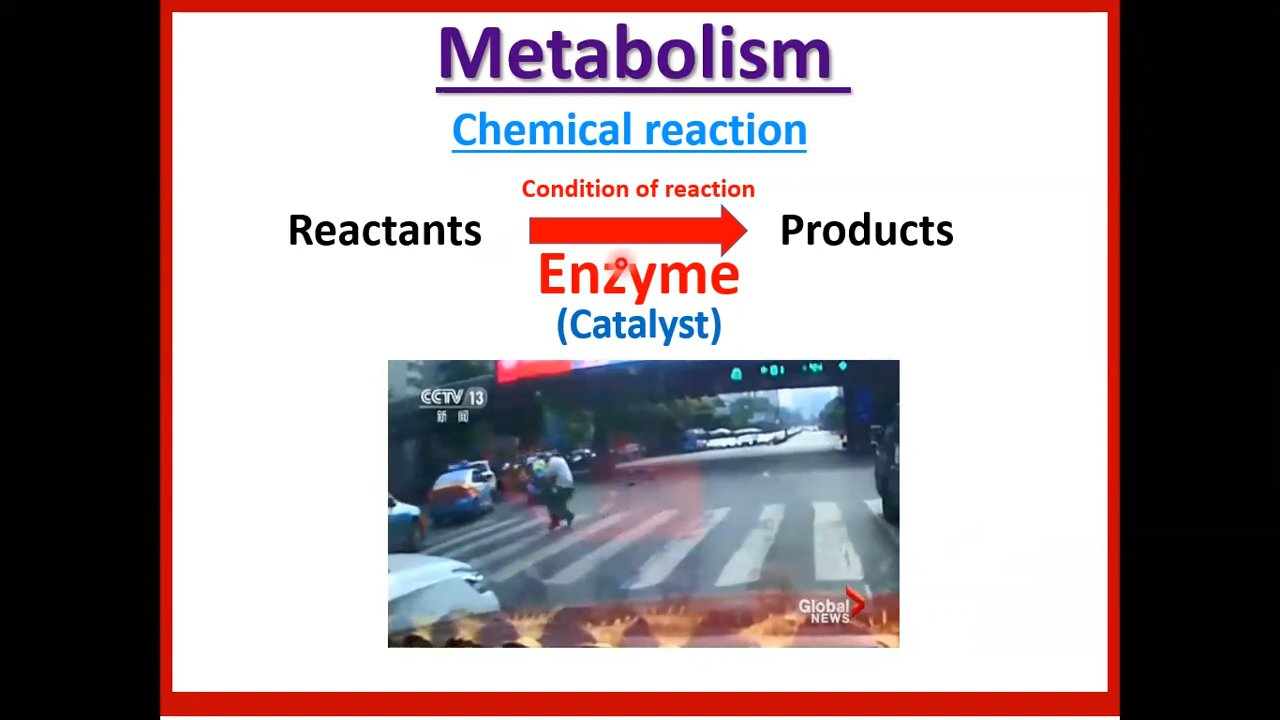 Metabolism
Chemical reaction
Condition of reaction
Reactants
Products
Enzyme
(Catalyst)
CCTV 13
新 闻
Global
NEWS